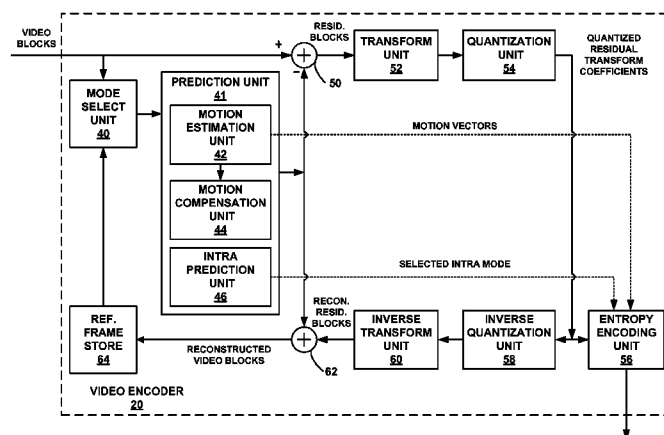 VIDEO
BLOCKS
RESID.
BLOCKS
+
-
50
TRANSFORM
UNIT
52
QUANTIZATION
UNIT
54
QUANTIZED
RESIDUAL
TRANSFORM
COEFFICIENTS
MODE
SELECT
UNIT
40
PREDICTION UNIT
41
MOTION
ESTIMATION
UNIT
42
MOTION VECTORS
MOTION
COMPENSATION
UNIT
44
INTRA
PREDICTION
UNIT
46
SELECTED INTRA MODE
RECON.
RESID.
BLOCKS
REF.
FRAME
STORE
64
RECONSTRUCTED
VIDEO BLOCKS
+
62
INVERSE
TRANSFORM
UNIT
60
INVERSE
QUANTIZATION
UNIT
58
ENTROPY
ENCODING
UNIT
56
VIDEO ENCODER
20